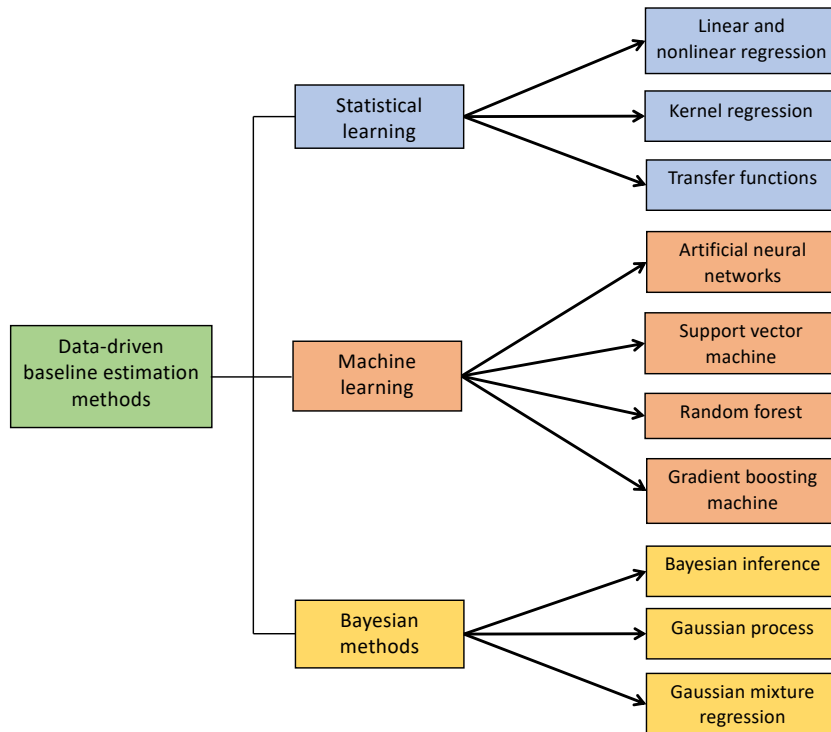 Linear and
nonlinear regression
Statistical
learning
Kernel regression
Transfer functions
Artificial neural
networks
Data-driven
baseline estimation
methods
Machine
learning
Support vector
machine
Random forest
Gradient boosting
machine
Bayesian inference
Bayesian
methods
Gaussian process
Gaussian mixture
regression